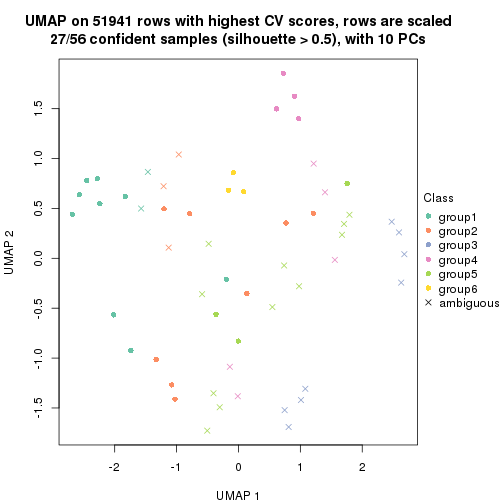 UMAP on 51941 rows with highest CV scores, rows are scaled
27/56 confident samples (silhouette > 0.5), with 10 PCs
UMAP 2
1.5
1.0
0.5
0.0
-0.5
-1.0
-1.5
-2
-1
0
1
2
UMAP 1
Class
group1
group2
group3
group4
group5
group6
ambiguous